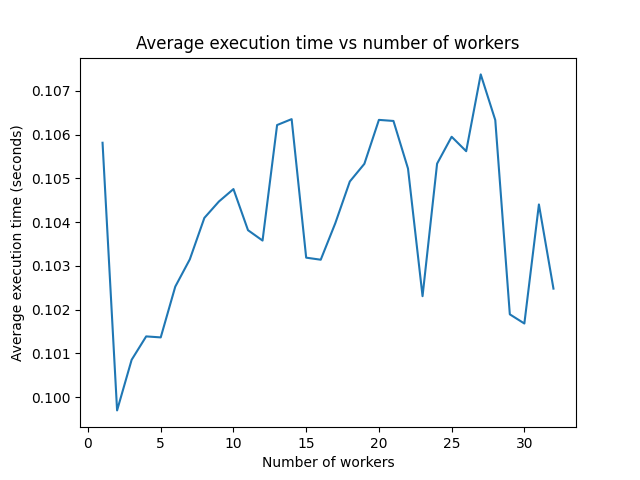 Average execution time vs number of workers
0.107
0.106
0.105
0.104
0.103
0.102
0.101
0.100
Average execution time (seconds)
0 5 10 15 20 25 30
Number of workers